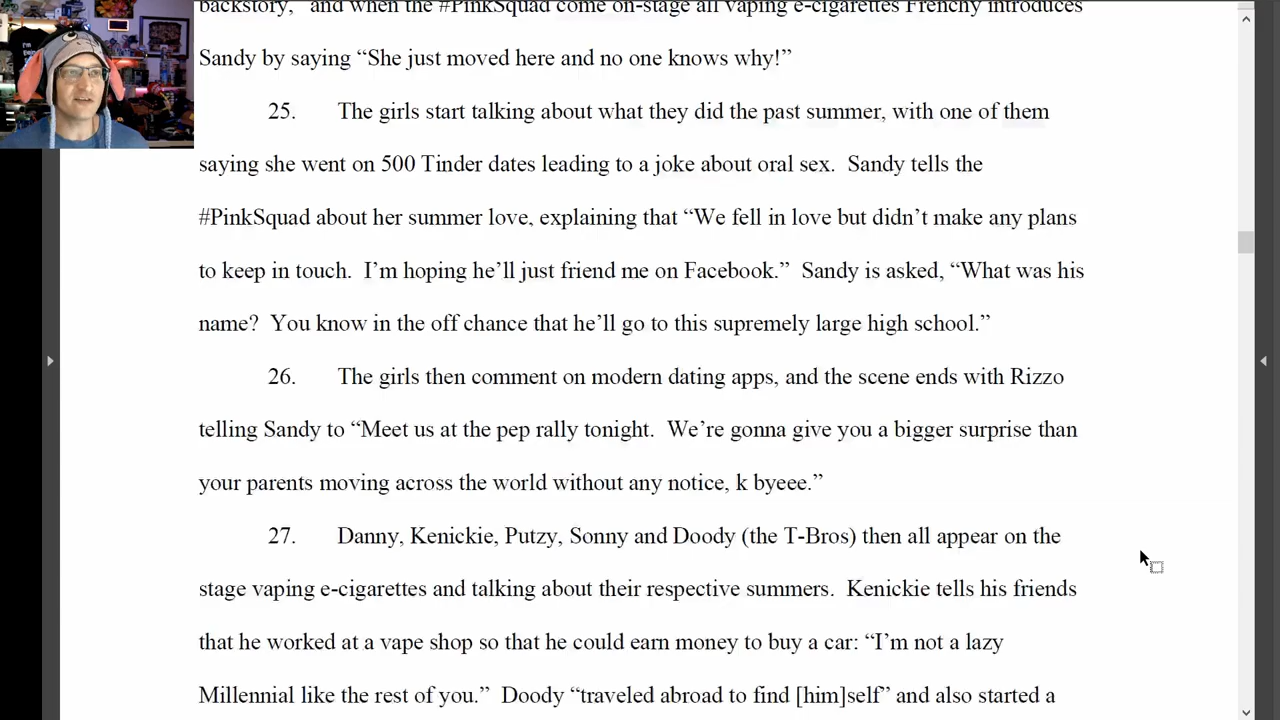 backstory," and when the #PinkSquad come on-stage all vaping e-cigarettes Frenchy introduces
Sandy by saying “She just moved here and no one knows why!”
25. The girls start talking about what they did the past summer, with one of them
saying she went on 500 Tinder dates leading to a joke about oral sex.  Sandy tells the
#PinkSquad about her summer love, explaining that “We fell in love but didn’t make any plans
to keep in touch.  I’m hoping he’ll just friend me on Facebook.”  Sandy is asked, “What was his
name?  You know in the off chance that he’ll go to this supremely large high school.”
26. The girls then comment on modern dating apps, and the scene ends with Rizzo
telling Sandy to “Meet us at the pep rally tonight.  We’re gonna give you a bigger surprise than
your parents moving across the world without any notice, k byeee.”
27. Danny, Kenickie, Putzy, Sonny and Doody (the T-Bros) then all appear on the
stage vaping e-cigarettes and talking about their respective summers.  Kenickie tells his friends
that he worked at a vape shop so that he could earn money to buy a car: “I’m not a lazy
Millennial like the rest of you.”  Doody “traveled abroad to find [him]self” and also started a